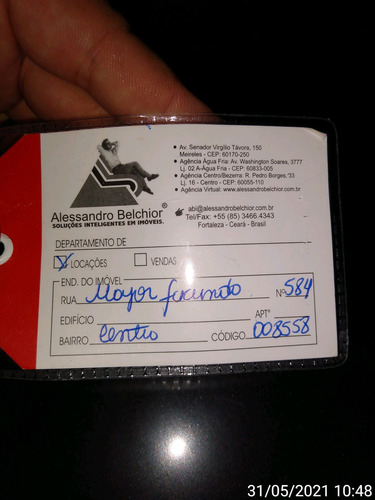 • Av. Senador Virgílio Távora, 150
Meireles - CEP: 60170-250
• Agência Água Fria: Av. Washington Soares, 3777
Lj. 02 A-Água Fria - CEP: 60833-005
• Agência Centro/Bezerra: R. Pedro Borges, 33
Lj. 16 - Centro - CEP: 60055-110
• Agência Virtual: www.alessandrobelchior.com.br
Alessandro Belchior®
SOLUÇÕES INTELIGENTES EM IMÓVEIS.
abi@alessandrobelchior.com.br
Tel/Fax: +55 (85) 3466.4343
Fortaleza - Ceará - Brasil
DEPARTAMENTO DE
X LOCAÇÕES VENDAS
END. DO IMÓVEL
RUA Major facundo Nº 584
EDIFÍCIO APTº
BAIRRO Centro CÓDIGO 008558
31/05/2021 10:48